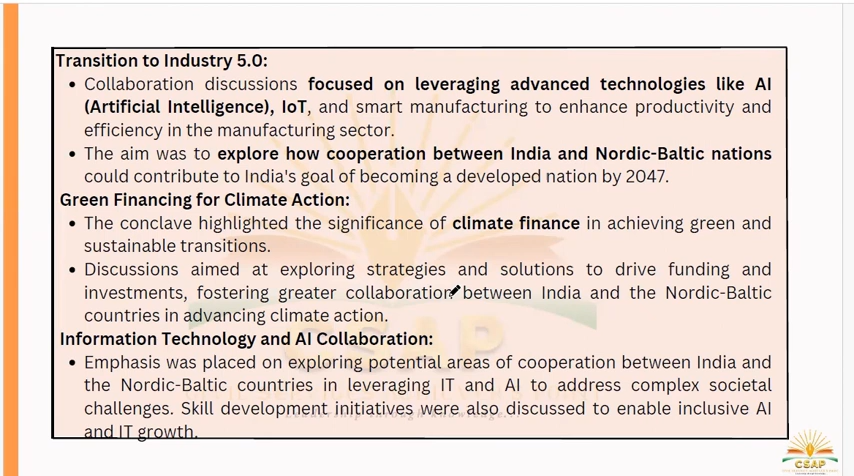 Transition to Industry 5.0:
• Collaboration discussions focused on leveraging advanced technologies like AI
(Artificial Intelligence), IoT, and smart manufacturing to enhance productivity and
efficiency in the manufacturing sector.
• The aim was to explore how cooperation between India and Nordic-Baltic nations
could contribute to India's goal of becoming a developed nation by 2047.
Green Financing for Climate Action:
• The conclave highlighted the significance of climate finance in achieving green and
sustainable transitions.
• Discussions aimed at exploring strategies and solutions to drive funding and
investments, fostering greater collaboration between India and the Nordic-Baltic
countries in advancing climate action.
Information Technology and AI Collaboration:
• Emphasis was placed on exploring potential areas of cooperation between India and
the Nordic-Baltic countries in leveraging IT and AI to address complex societal
challenges. Skill development initiatives were also discussed to enable inclusive AI
and IT growth.
CSAP
CSAP